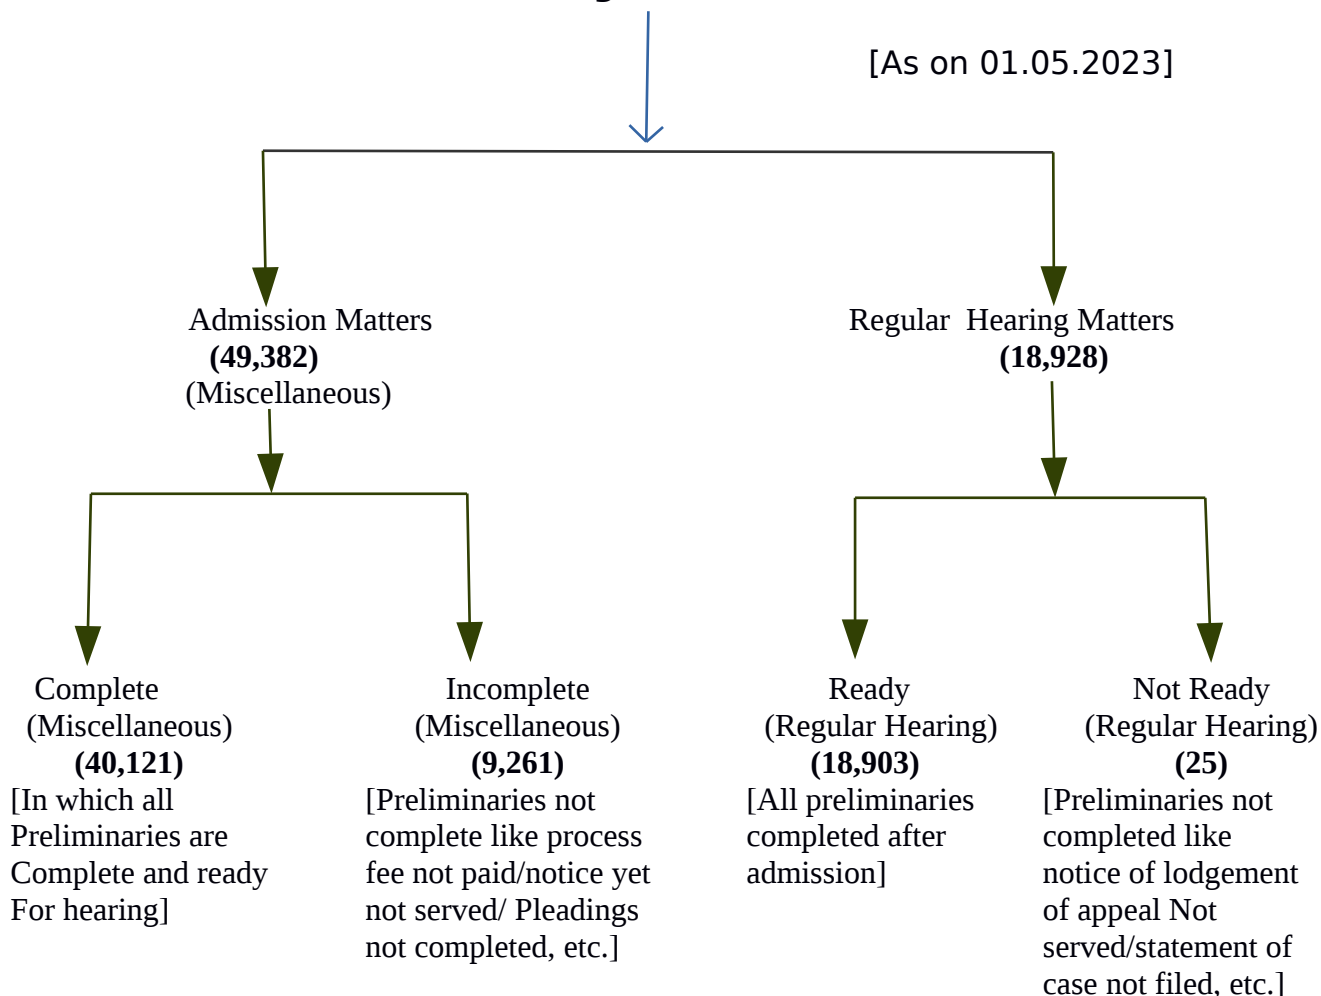 [As on 01.05.2023]
Admission Matters
(49,382)
(Miscellaneous)
Regular  Hearing Matters
(18,928)
Complete
(Miscellaneous)
(40,121)
[In which all
Preliminaries are
Complete and ready
For hearing]
Incomplete
(Miscellaneous)
(9,261)
[Preliminaries not
complete like process
fee not paid/notice yet
not served/ Pleadings
not completed, etc.]
Ready
(Regular Hearing)
(18,903)
[All preliminaries
completed after
admission]
Not Ready
(Regular Hearing)
(25)
[Preliminaries not
completed like
notice of lodgement
of appeal Not
served/statement of
case not filed, etc.]